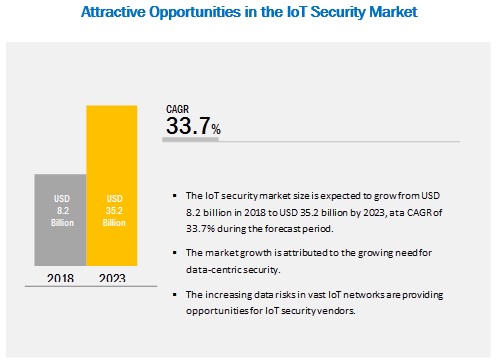 Attractive Opportunities in the IoT Security Market
CAGR
33.7%
USD
8.2
Billion
USD
35.2
Billion
2018
2023
▪ The IoT security market size is expected to grow from USD
8.2 billion in 2018 to USD 35.2 billion by 2023, at a CAGR of
33.7% during the forecast period.
▪ The market growth is attributed to the growing need for
data-centric security.
▪ The increasing data risks in vast IoT networks are providing
opportunities for IoT security vendors.